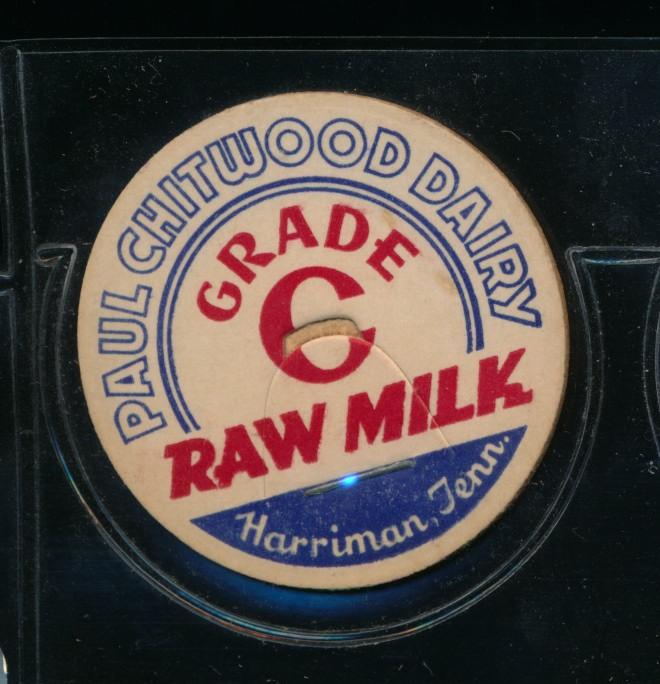 PAUL CHITWOOD DAIRY
GRADE
C
RAW MILK
Harriman, Tenn.